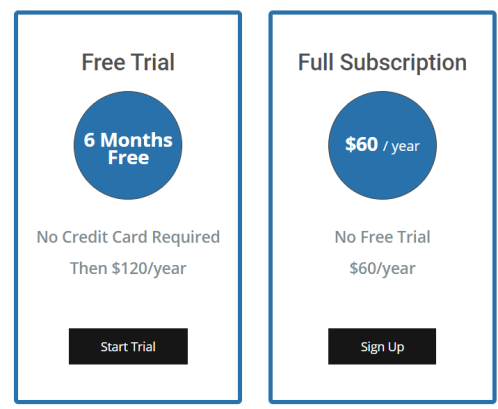 Free Trial
6 Months
Free
No Credit Card Required
Then $120/year
Start Trial
Full Subscription
$60 / year
No Free Trial
$60/year
Sign Up